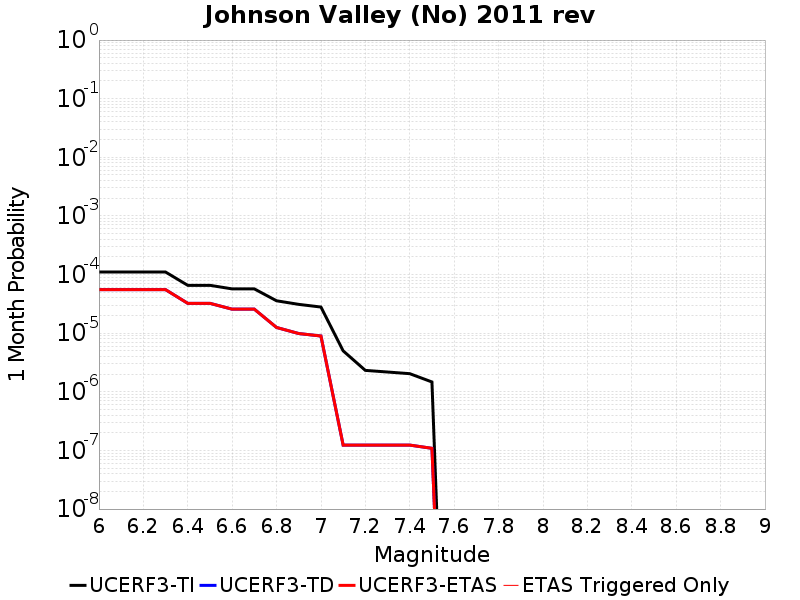 Johnson Valley (No) 2011 rev
1 Month Probability
10^0
10^-1
10^-2
10^-3
10^-4
10^-5
10^-6
10^-7
10^-8
6 6.2 6.4 6.6 6.8 7 7.2 7.4 7.6 7.8 8 8.2 8.4 8.6 8.8 9
Magnitude
UCERF3-TI UCERF3-TD UCERF3-ETAS ETAS Triggered Only